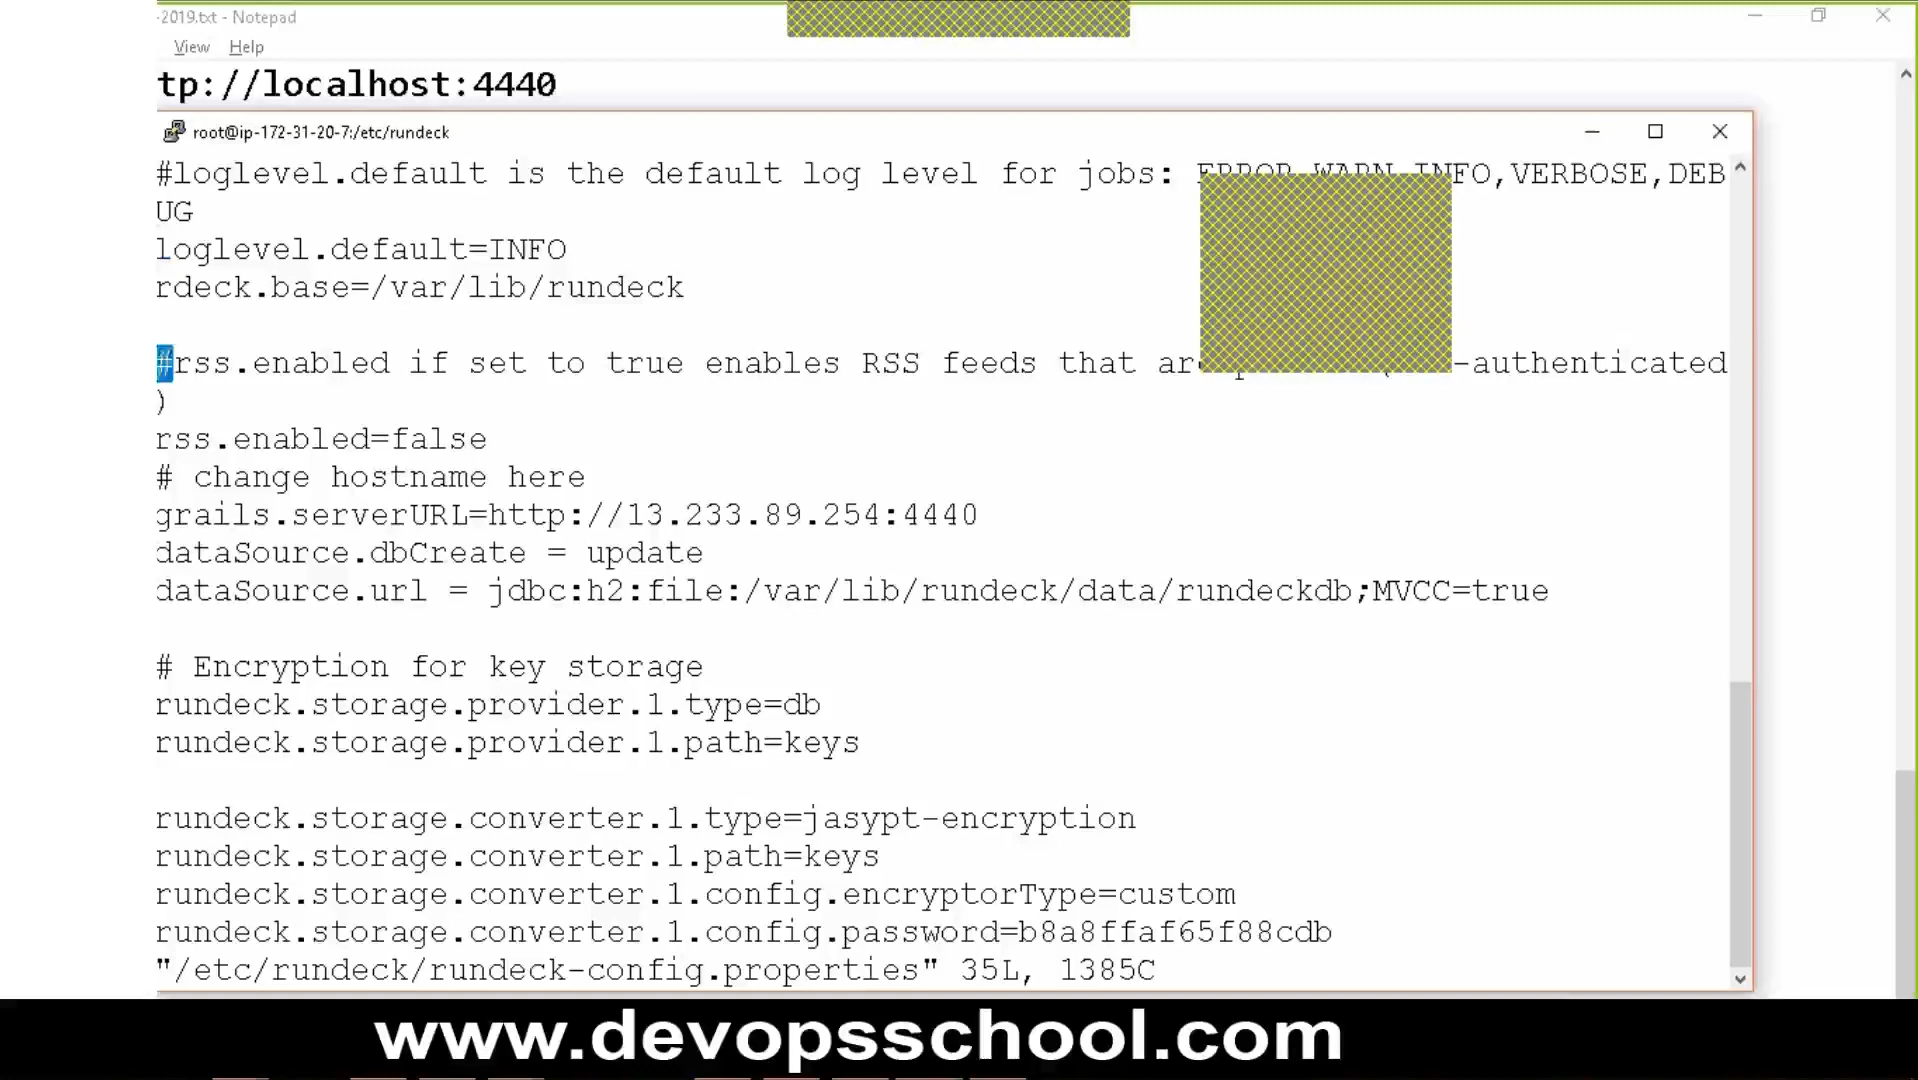 -2019.txt - Notepad
View Help
tp://localhost:4440
root@ip-172-31-20-7:/etc/rundeck
#loglevel.default is the default log level for jobs: ERROR,WARN,INFO,VERBOSE,DEB
UG
loglevel.default=INFO
rdeck.base=/var/lib/rundeck
#rss.enabled if set to true enables RSS feeds that are -authenticated
)
rss.enabled=false
# change hostname here
grails.serverURL=http://13.233.89.254:4440
dataSource.dbCreate = update
dataSource.url = jdbc:h2:file:/var/lib/rundeck/data/rundeckdb;MVCC=true
# Encryption for key storage
rundeck.storage.provider.1.type=db
rundeck.storage.provider.1.path=keys
rundeck.storage.converter.1.type=jasypt-encryption
rundeck.storage.converter.1.path=keys
rundeck.storage.converter.1.config.encryptorType=custom
rundeck.storage.converter.1.config.password=b8a8ffaf65f88cdb
"/etc/rundeck/rundeck-config.properties" 35L, 1385C
www.devopsschool.com